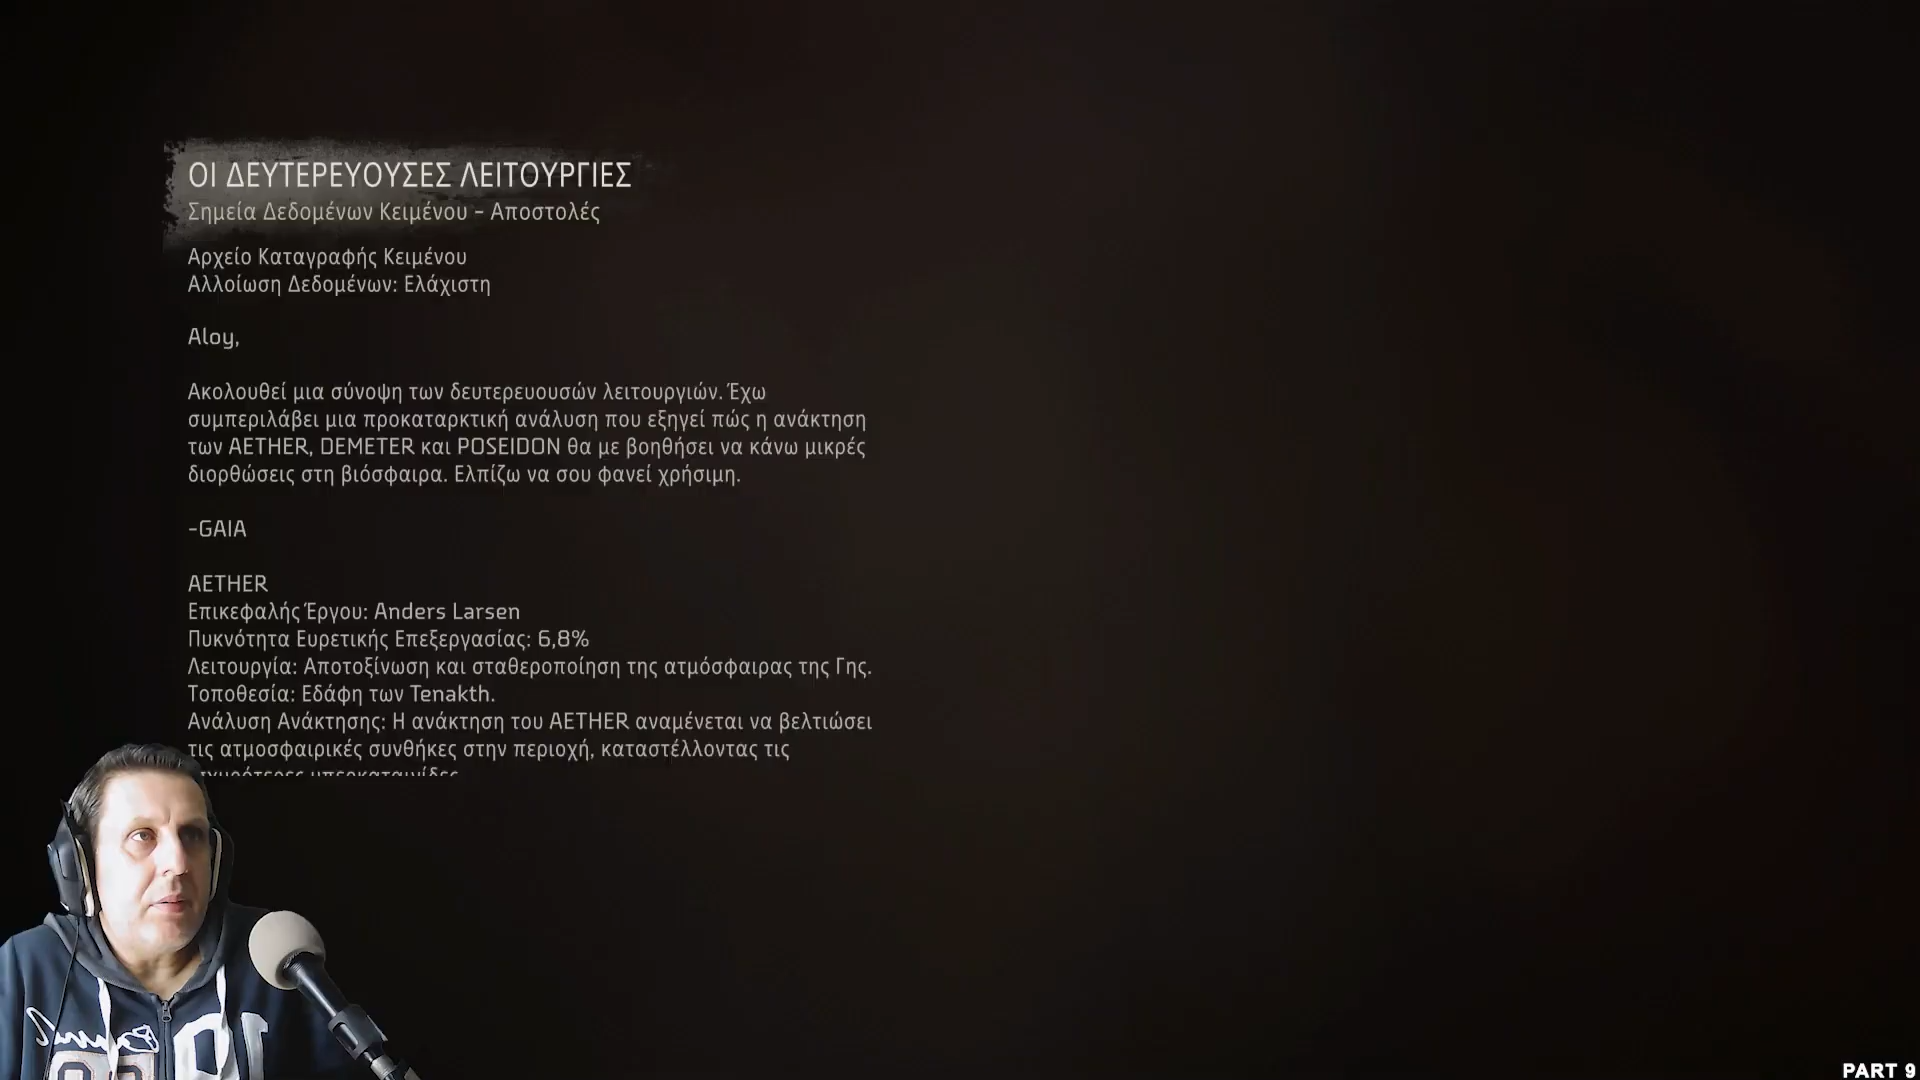 ΟΙ ΔΕΥΤΕΡΕΥΟΥΣΕΣ ΛΕΙΤΟΥΡΓΙΕΣ
Σημεία Δεδομένων Κειμένου - Αποστολές
Αρχείο Καταγραφής Κειμένου
Αλλοίωση Δεδομένων: Ελάχιστη
Aloy,
Ακολουθεί μια σύνοψη των δευτερευουσών λειτουργιών. Έχω
συμπεριλάβει μια προκαταρκτική ανάλυση που εξηγεί πώς η ανάκτηση
των AETHER, DEMETER και POSEIDON θα με βοηθήσει να κάνω μικρές
διορθώσεις στη βιόσφαιρα. Ελπίζω να σου φανεί χρήσιμη.
-GAIA
AETHER
Επικεφαλής Έργου: Anders Larsen
Πυκνότητα Ευρετικής Επεξεργασίας: 6,8%
Λειτουργία: Αποτοξίνωση και σταθεροποίηση της ατμόσφαιρας της Γης.
Τοποθεσία: Εδάφη των Tenakth.
Ανάλυση Ανάκτησης: Η ανάκτηση του AETHER αναμένεται να βελτιώσει
τις ατμοσφαιρικές συνθήκες στην περιοχή, καταστέλλοντας τις
PART 9